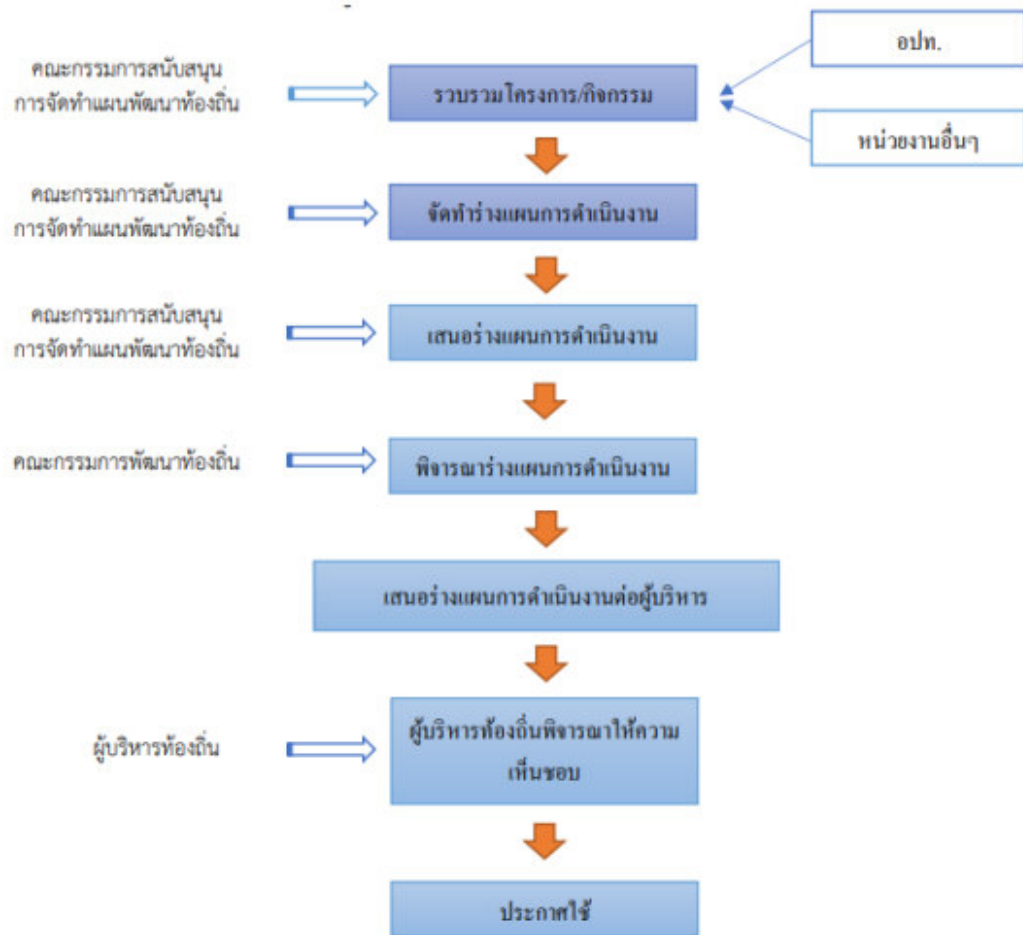 อปท.
คณะกรรมการสนับสนุน
การจัดทำแผนพัฒนาท้องถิ่น
รวบรวมโครงการ/กิจกรรม
หน่วยงานอื่นๆ
คณะกรรมการสนับสนุน
การจัดทำแผนพัฒนาท้องถิ่น
จัดทำร่างแผนการดำเนินงาน
คณะกรรมการสนับสนุน
การจัดทำแผนพัฒนาท้องถิ่น
เสนอร่างแผนการดำเนินงาน
คณะกรรมการพัฒนาท้องถิ่น
พิจารณาร่างแผนการดำเนินงาน
เสนอร่างแผนการดำเนินงานต่อผู้บริหาร
ผู้บริหารท้องถิ่น
ผู้บริหารท้องถิ่นพิจารณาให้ความ
เห็นชอบ
ประกาศใช้